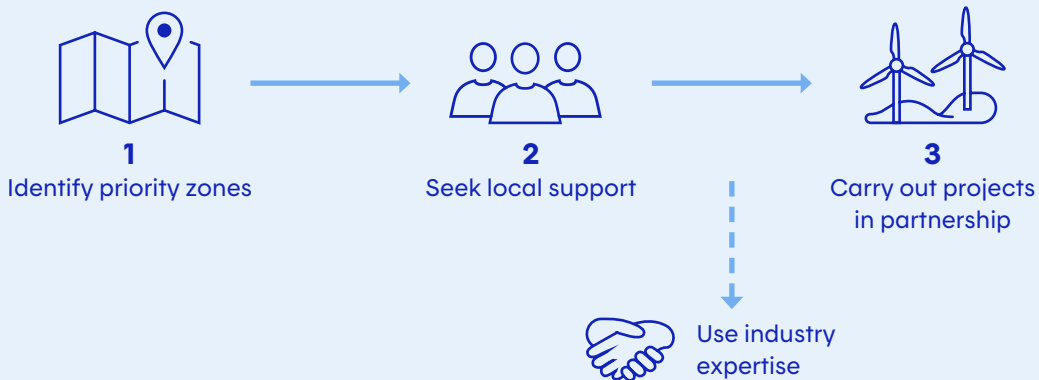 1
Identify priority zones
2
Seek local support
3
Carry out projects
in partnership
Use industry
expertise